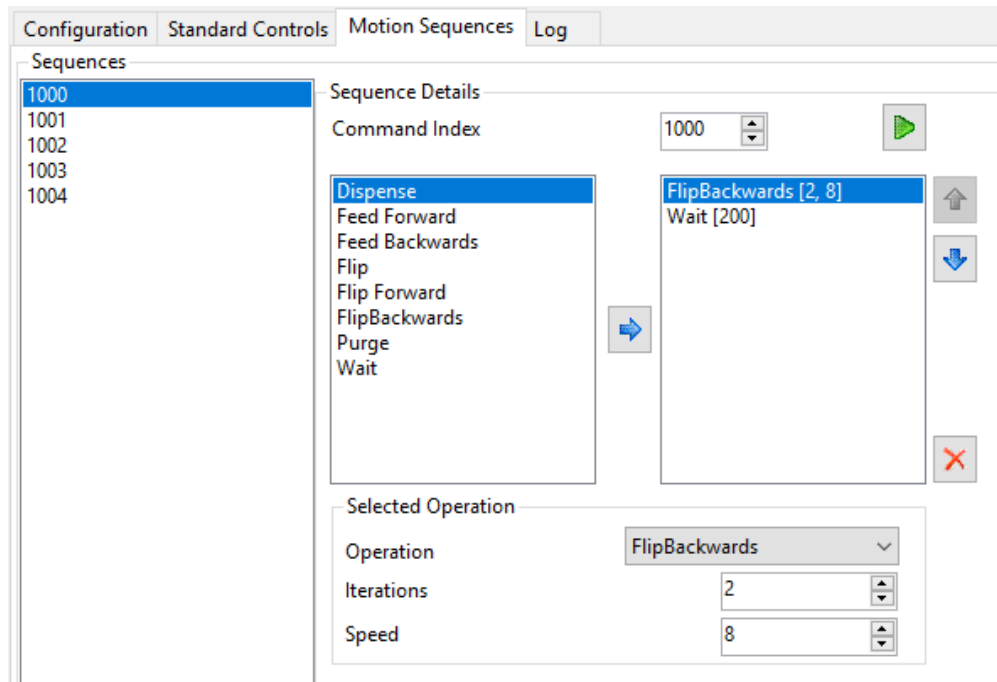 Configuration Standard Controls Motion Sequences Log
Sequences
1000
1001
1002
1003
1004
Sequence Details
Command Index 1000
Dispense
Feed Forward
Feed Backwards
Flip
Flip Forward
FlipBackwards
Purge
Wait
FlipBackwards [2, 8]
Wait [200]
Selected Operation
Operation FlipBackwards
Iterations 2
Speed 8